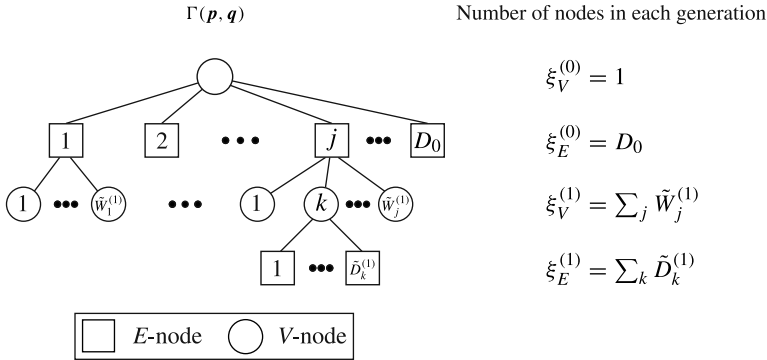 Γ(p, q) Number of nodes in each generation
ξ_V^{(0)} = 1
1 2 ••• j ••• D_0 ξ_E^{(0)} = D_0
1 ••• W̃_1^{(1)} ••• 1 k ••• W̃_j^{(1)} ξ_V^{(1)} = ∑_j W̃_j^{(1)}
1 ••• D̃_k^{(1)} ξ_E^{(1)} = ∑_k D̃_k^{(1)}
E-node V-node